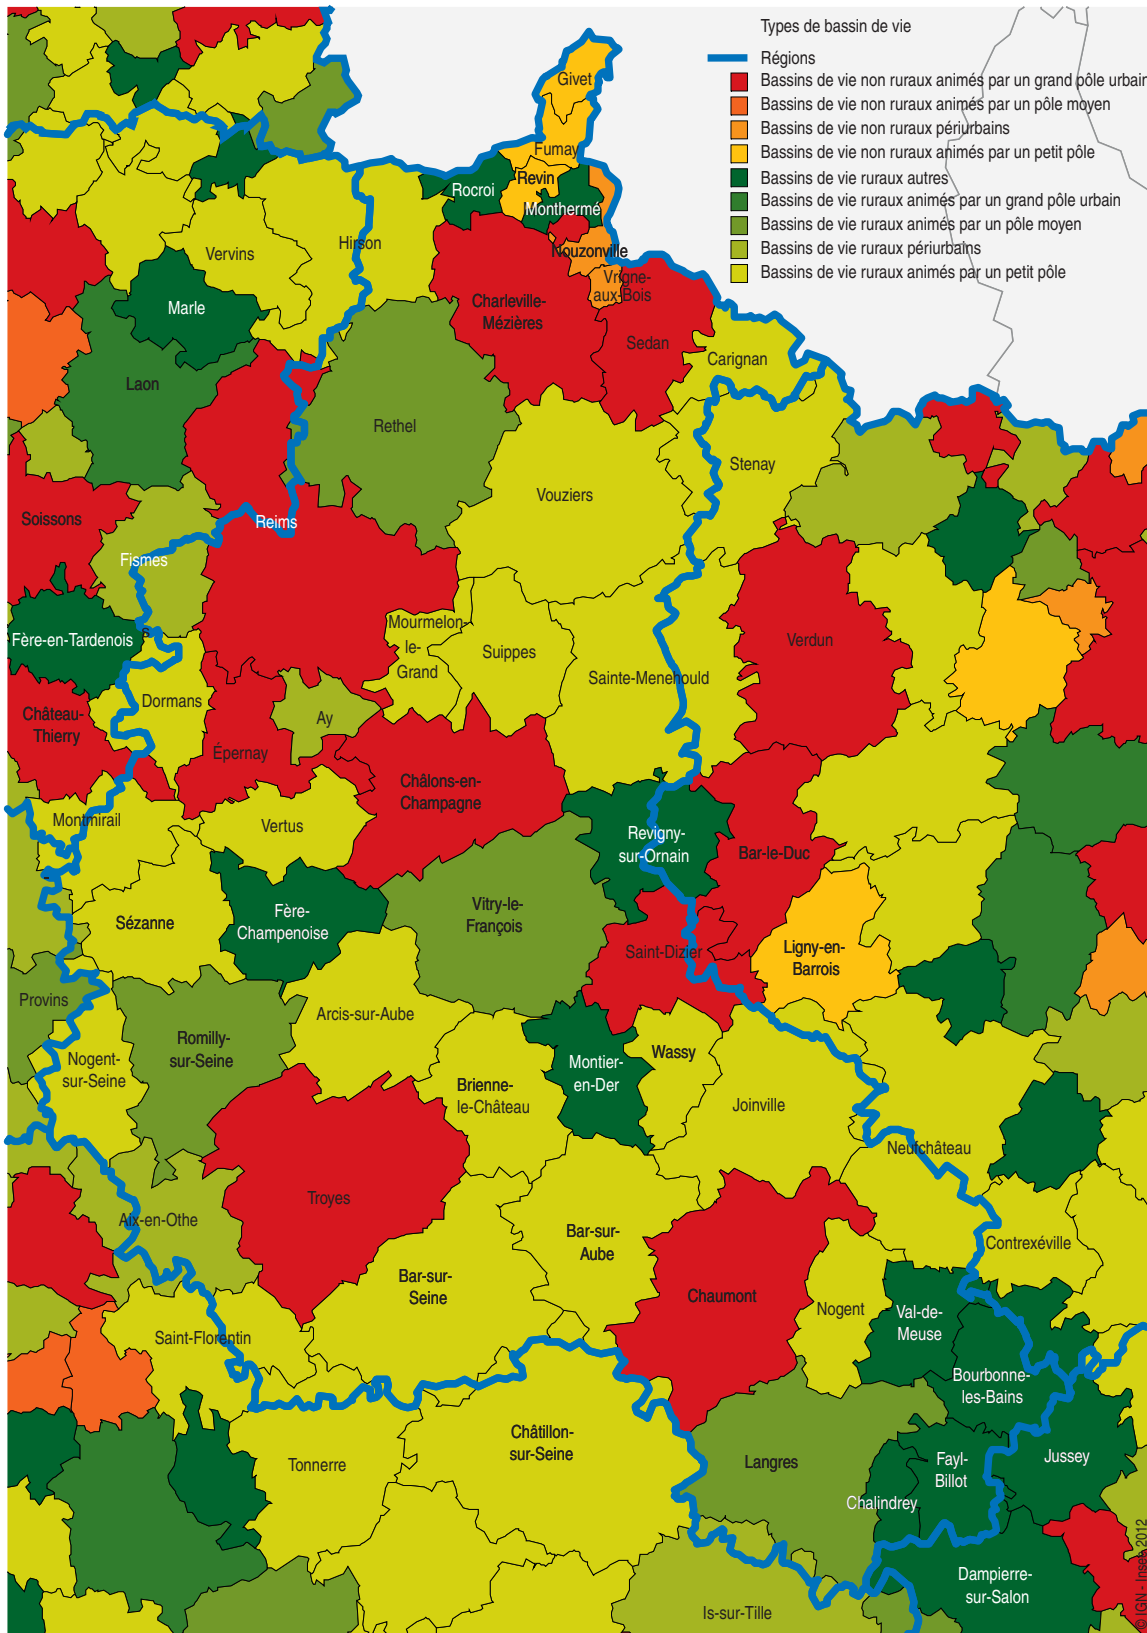 Types de bassin de vie
Régions
Bassins de vie non ruraux animés par un grand pôle urbain
Bassins de vie non ruraux animés par un pôle moyen
Bassins de vie non ruraux périurbains
Bassins de vie non ruraux animés par un petit pôle
Bassins de vie ruraux autres
Bassins de vie ruraux animés par un grand pôle urbain
Bassins de vie ruraux animés par un pôle moyen
Bassins de vie ruraux périurbains
Bassins de vie ruraux animés par un petit pôle
Givet
Fumay
Revin
Rocroi
Monthermé
Hirson
Nouzonville
Vervins
Vrigne-
aux-Bois
Marle
Charleville-
Mézières
Sedan
Carignan
Laon
Rethel
Stenay
Vouziers
Soissons
Reims
Fismes
Mourmelon-
le-
Grand
Fère-en-Tardenois
s
Suippes
Verdun
Sainte-Menehould
Dormans
Ay
Château-
Thierry
Épernay
Châlons-en-
Champagne
Montmirail
Vertus
Revigny-
sur-Ornain
Bar-le-Duc
Sézanne
Fère-
Champenoise
Vitry-le-
François
Saint-Dizier
Ligny-en-
Barrois
Provins
Arcis-sur-Aube
Romilly-
sur-Seine
Nogent-
sur-Seine
Montier-
en-Der
Wassy
Brienne-
le-Château
Joinville
Neufchâteau
Troyes
Aix-en-Othe
Bar-sur-
Aube
Contrexéville
Bar-sur-
Seine
Chaumont
Nogent
Val-de-
Meuse
Saint-Florentin
Bourbonne-
les-Bains
Châtillon-
sur-Seine
Tonnerre
Langres
Fayl-
Billot
Jussey
Chalindrey
Dampierre-
sur-Salon
Is-sur-Tille
© IGN - Insee 2012